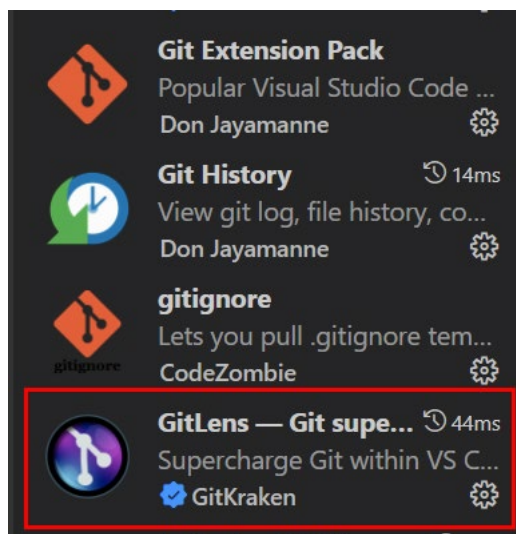 Git Extension Pack
Popular Visual Studio Code ...
Don Jayamanne
Git History 14ms
View git log, file history, co...
Don Jayamanne
gitignore
Lets you pull .gitignore tem...
gitignore
CodeZombie
GitLens — Git supe... 44ms
Supercharge Git within VS C...
GitKraken